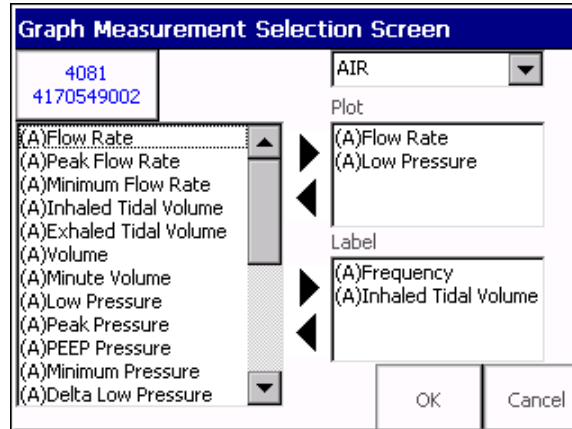 Graph Measurement Selection Screen
4081
4170549002
AIR
Plot
(A)Flow Rate
(A)Peak Flow Rate
(A)Minimum Flow Rate
(A)Inhaled Tidal Volume
(A)Exhaled Tidal Volume
(A)Volume
(A)Minute Volume
(A)Low Pressure
(A)Peak Pressure
(A)PEEP Pressure
(A)Minimum Pressure
(A)Delta Low Pressure
(A)Flow Rate
(A)Low Pressure
Label
(A)Frequency
(A)Inhaled Tidal Volume
OK
Cancel